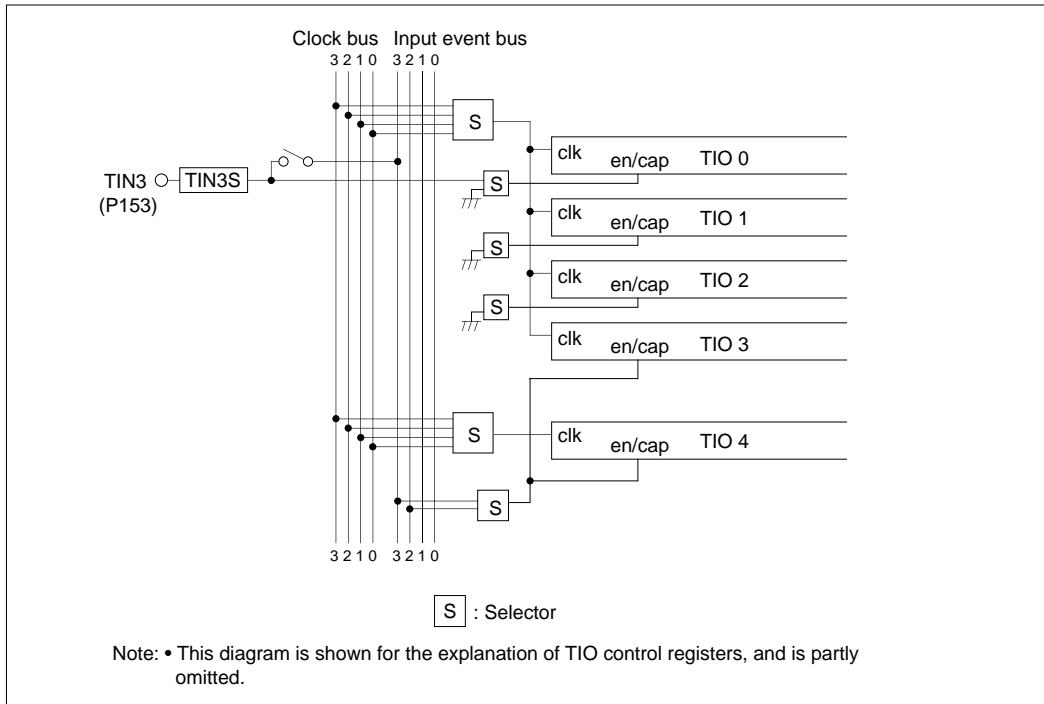 Clock bus Input event bus
3 2 1 0 3 2 1 0
S
clk en/cap TIO 0
TIN3 TIN3S
(P153)
S
clk en/cap TIO 1
S
clk en/cap TIO 2
S
clk en/cap TIO 3
S
clk en/cap TIO 4
S
3 2 1 0 3 2 1 0
S : Selector
Note: • This diagram is shown for the explanation of TIO control registers, and is partly
omitted.